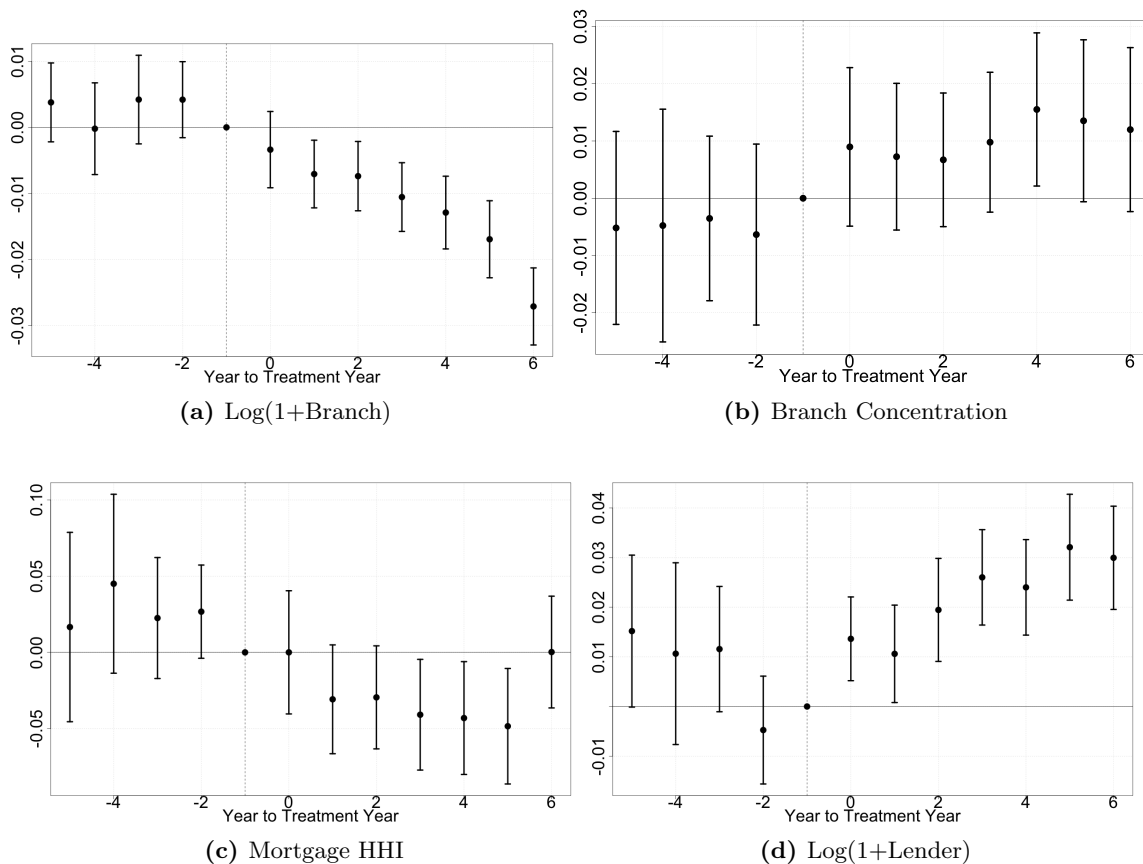 0.01
0.00
-0.01
-0.02
-0.03
-4 -2 0 2 4 6
Year to Treatment Year
(a) Log(1+Branch)
0.03
0.02
0.01
0.00
-0.01
-0.02
-4 -2 0 2 4 6
Year to Treatment Year
(b) Branch Concentration
0.10
0.05
0.00
-0.05
-4 -2 0 2 4 6
Year to Treatment Year
(c) Mortgage HHI
0.04
0.03
0.02
0.01
-0.01
-4 -2 0 2 4 6
Year to Treatment Year
(d) Log(1+Lender)